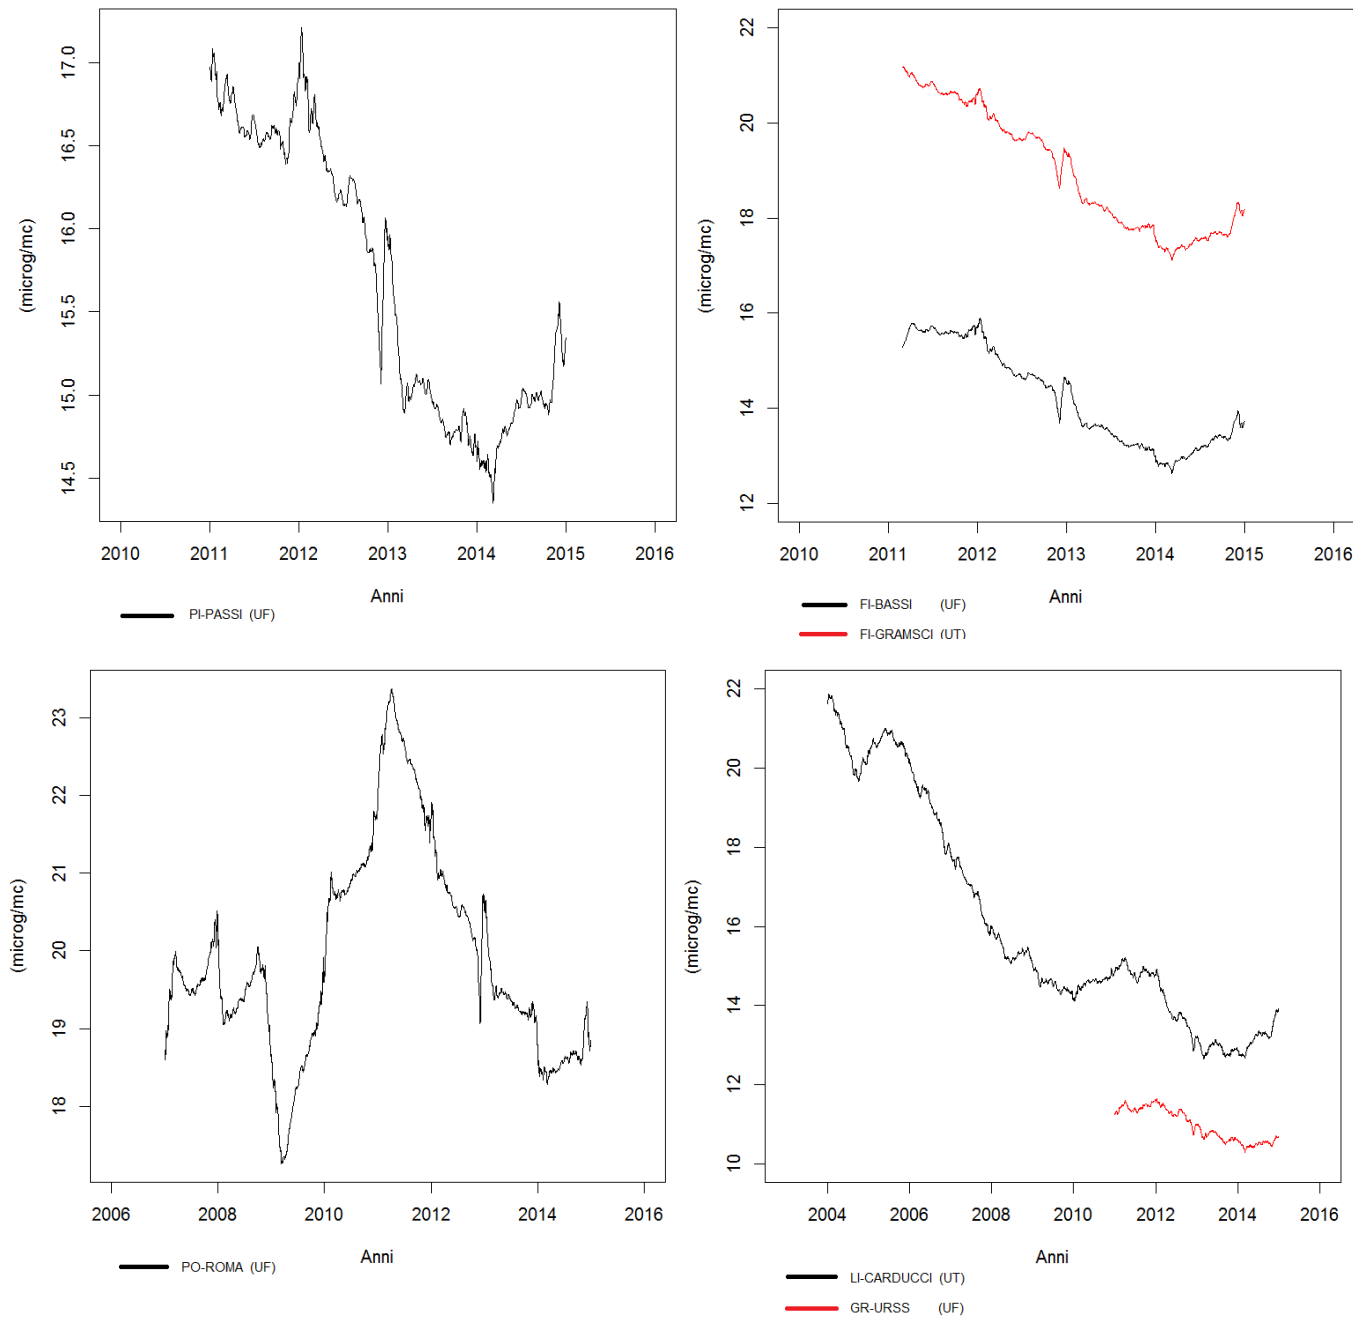 (microg/mc)
17.0
16.5
16.0
15.5
15.0
14.5
2010 2011 2012 2013 2014 2015 2016
Anni
PI-PASSI (UF)
(microg/mc)
22
20
18
16
14
12
2010 2011 2012 2013 2014 2015 2016
Anni
FI-BASSI (UF)
FI-GRAMSCI (UT)
(microg/mc)
23
22
21
20
19
18
2006 2008 2010 2012 2014 2016
Anni
PO-ROMA (UF)
(microg/mc)
22
20
18
16
14
12
10
2004 2006 2008 2010 2012 2014 2016
Anni
LI-CARDUCCI (UT)
GR-URSS (UF)